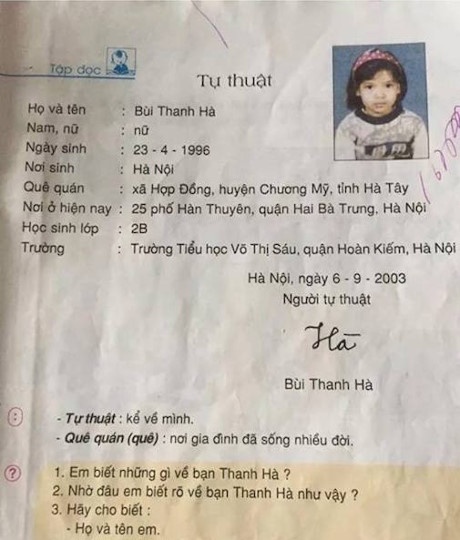 Tập đọc
Tự thuật
Họ và tên : Bùi Thanh Hà
Nam, nữ : nữ
Ngày sinh : 23 - 4 - 1996
Nơi sinh : Hà Nội
Quê quán : xã Hợp Đồng, huyện Chương Mỹ, tỉnh Hà Tây
Nơi ở hiện nay : 25 phố Hàn Thuyên, quận Hai Bà Trưng, Hà Nội
Học sinh lớp : 2B
Trường : Trường Tiểu học Võ Thị Sáu, quận Hoàn Kiếm, Hà Nội
Hà Nội, ngày 6 - 9 - 2003
Người tự thuật
Hà
Bùi Thanh Hà
- Tự thuật : kể về mình.
- Quê quán (quê) : nơi gia đình đã sống nhiều đời.
? 1. Em biết những gì về bạn Thanh Hà ?
2. Nhờ đâu em biết rõ về bạn Thanh Hà như vậy ?
3. Hãy cho biết :
- Họ và tên em.